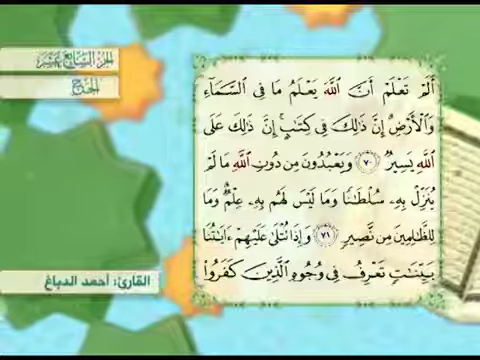 الجزء السابع عشر
الحج
أَلَمْ تَعْلَمْ أَنَّ اللَّهَ يَعْلَمُ مَا فِي السَّمَاءِ
وَالْأَرْضِ إِنَّ ذَلِكَ فِي كِتَابٍ إِنَّ ذَلِكَ عَلَى
اللَّهِ يَسِيرٌ ٧٠ وَيَعْبُدُونَ مِن دُونِ اللَّهِ مَا لَمْ
يُنَزِّلْ بِهِ سُلْطَانًا وَمَا لَيْسَ لَهُم بِهِ عِلْمٌ وَمَا
لِلظَّالِمِينَ مِن نَّصِيرٍ ٧١ وَإِذَا تُتْلَى عَلَيْهِمْ ءَايَاتُنَا
بَيِّنَاتٍ تَعْرِفُ فِي وُجُوهِ الَّذِينَ كَفَرُوا
القارئ: أحمد الدباغ